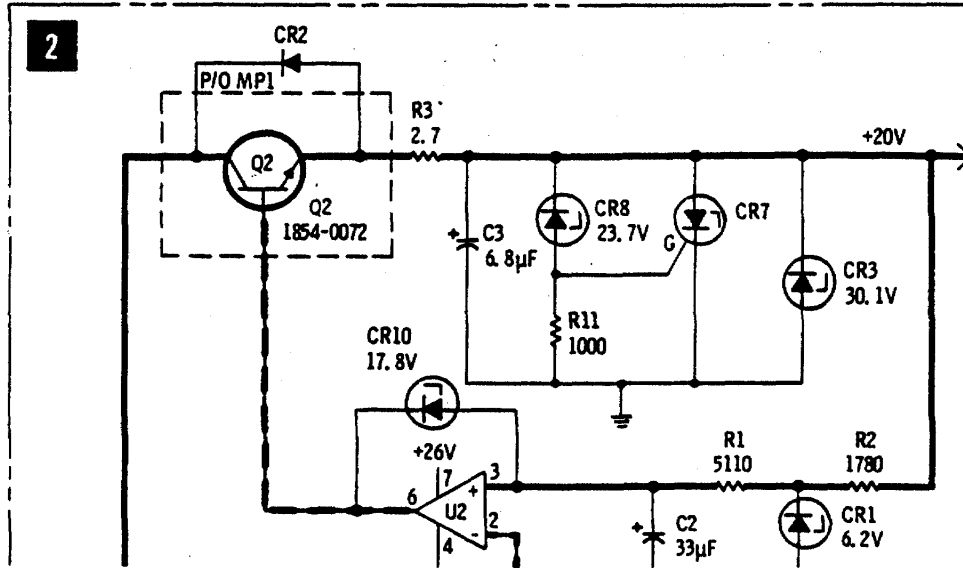 2
CR2
P/O MP1
R3
2.7
+20V
Q2
Q2
1854-0072
+
C3
6.8µF
CR8
23.7V
G
CR7
CR3
30.1V
R11
1000
CR10
17.8V
+26V
R1
5110
R2
1780
7
3
6
+
U2
2
-
4
+
C2
33µF
CR1
6.2V